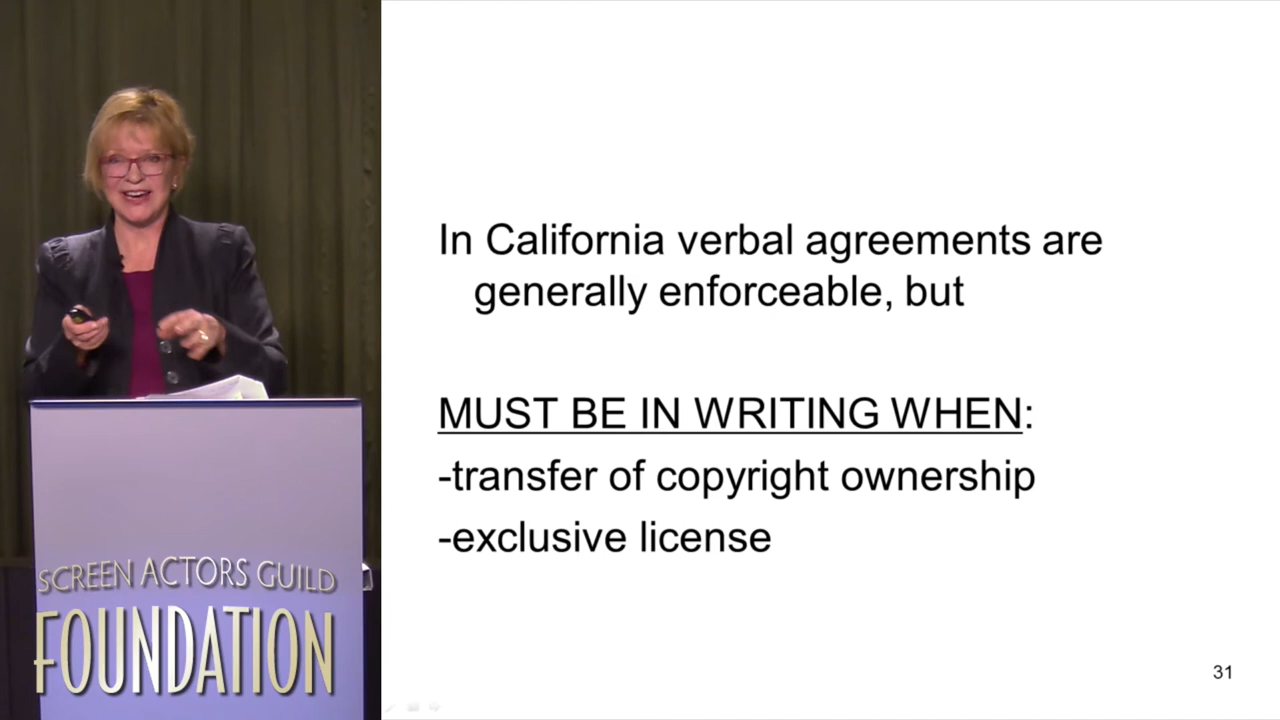 In California verbal agreements are
generally enforceable, but
MUST BE IN WRITING WHEN:
-transfer of copyright ownership
-exclusive license
31
SCREEN ACTORS GUILD
FOUNDATION